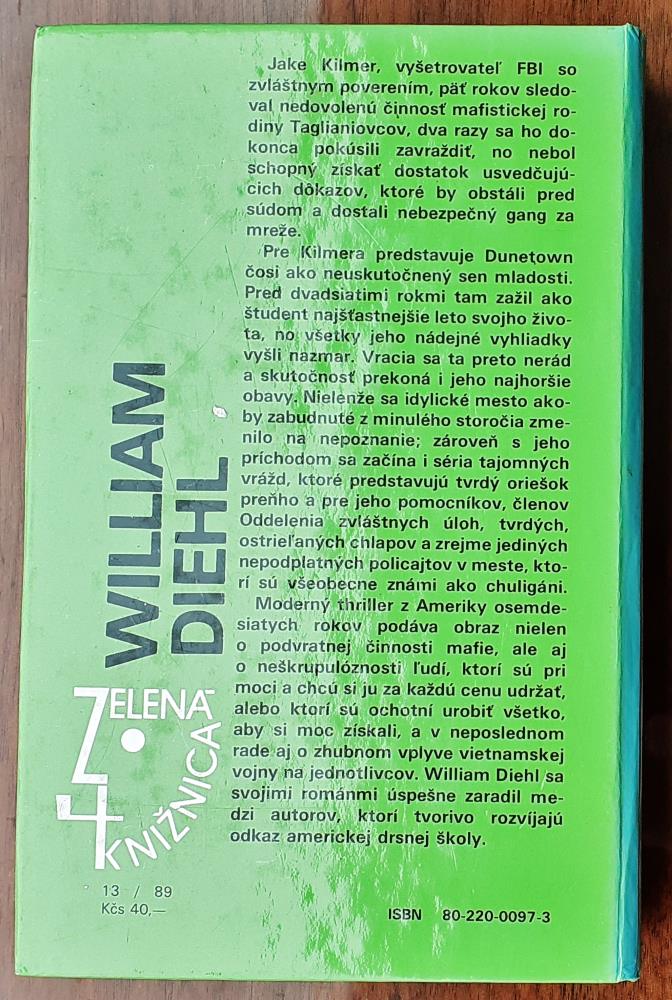 Jake Kilmer, vyšetrovateľ FBI so
zvláštnym poverením, päť rokov sledo-
val nedovolenú činnosť mafistickej ro-
diny Taglianiovcov, dva razy sa ho do-
konca pokúsili zavraždiť, no nebol
schopný získať dostatok usvedčujú-
cich dôkazov, ktoré by obstáli pred
súdom a dostali nebezpečný gang za
mreže.
Pre Kilmera predstavuje Dunetown
čosi ako neuskutočnený sen mladosti.
Pred dvadsiatimi rokmi tam zažil ako
študent najšťastnejšie leto svojho živo-
ta, no všetky jeho nádejné vyhliadky
vyšli nazmar. Vracia sa ta preto nerád
a skutočnosť prekoná i jeho najhoršie
obavy. Nielenže sa idylické mesto ako-
by zabudnuté z minulého storočia zme-
nilo na nepoznanie; zároveň s jeho
príchodom sa začína i séria tajomných
vrážd, ktoré predstavujú tvrdý oriešok
preňho a pre jeho pomocníkov, členov
Oddelenia zvláštnych úloh, tvrdých,
ostrieľaných chlapov a zrejme jediných
nepodplatných policajtov v meste, kto-
rí sú všeobecne známi ako chuligáni.
Moderný thriller z Ameriky osemde-
siatych rokov podáva obraz nielen
o podvratnej činnosti mafie, ale aj
o neškrupulóznosti ľudí, ktorí sú pri
moci a chcú si ju za každú cenu udržať,
alebo ktorí sú ochotní urobiť všetko,
aby si moc získali, a v neposlednom
rade aj o zhubnom vplyve vietnamskej
vojny na jednotlivcov. William Diehl sa
svojimi románmi úspešne zaradil me-
dzi autorov, ktorí tvorivo rozvíjajú
odkaz americkej drsnej školy.
WILLIAM
DIEHL
ZELENÁ
KNIŽNICA
13 / 89
Kčs 40,—
ISBN 80-220-0097-3